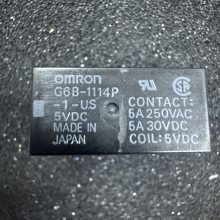 omron
G6B-1114P
-1-US
5VDC
MADE IN
JAPAN
CONTACT:
5A 250VAC
5A 30VDC
COIL: 5VDC